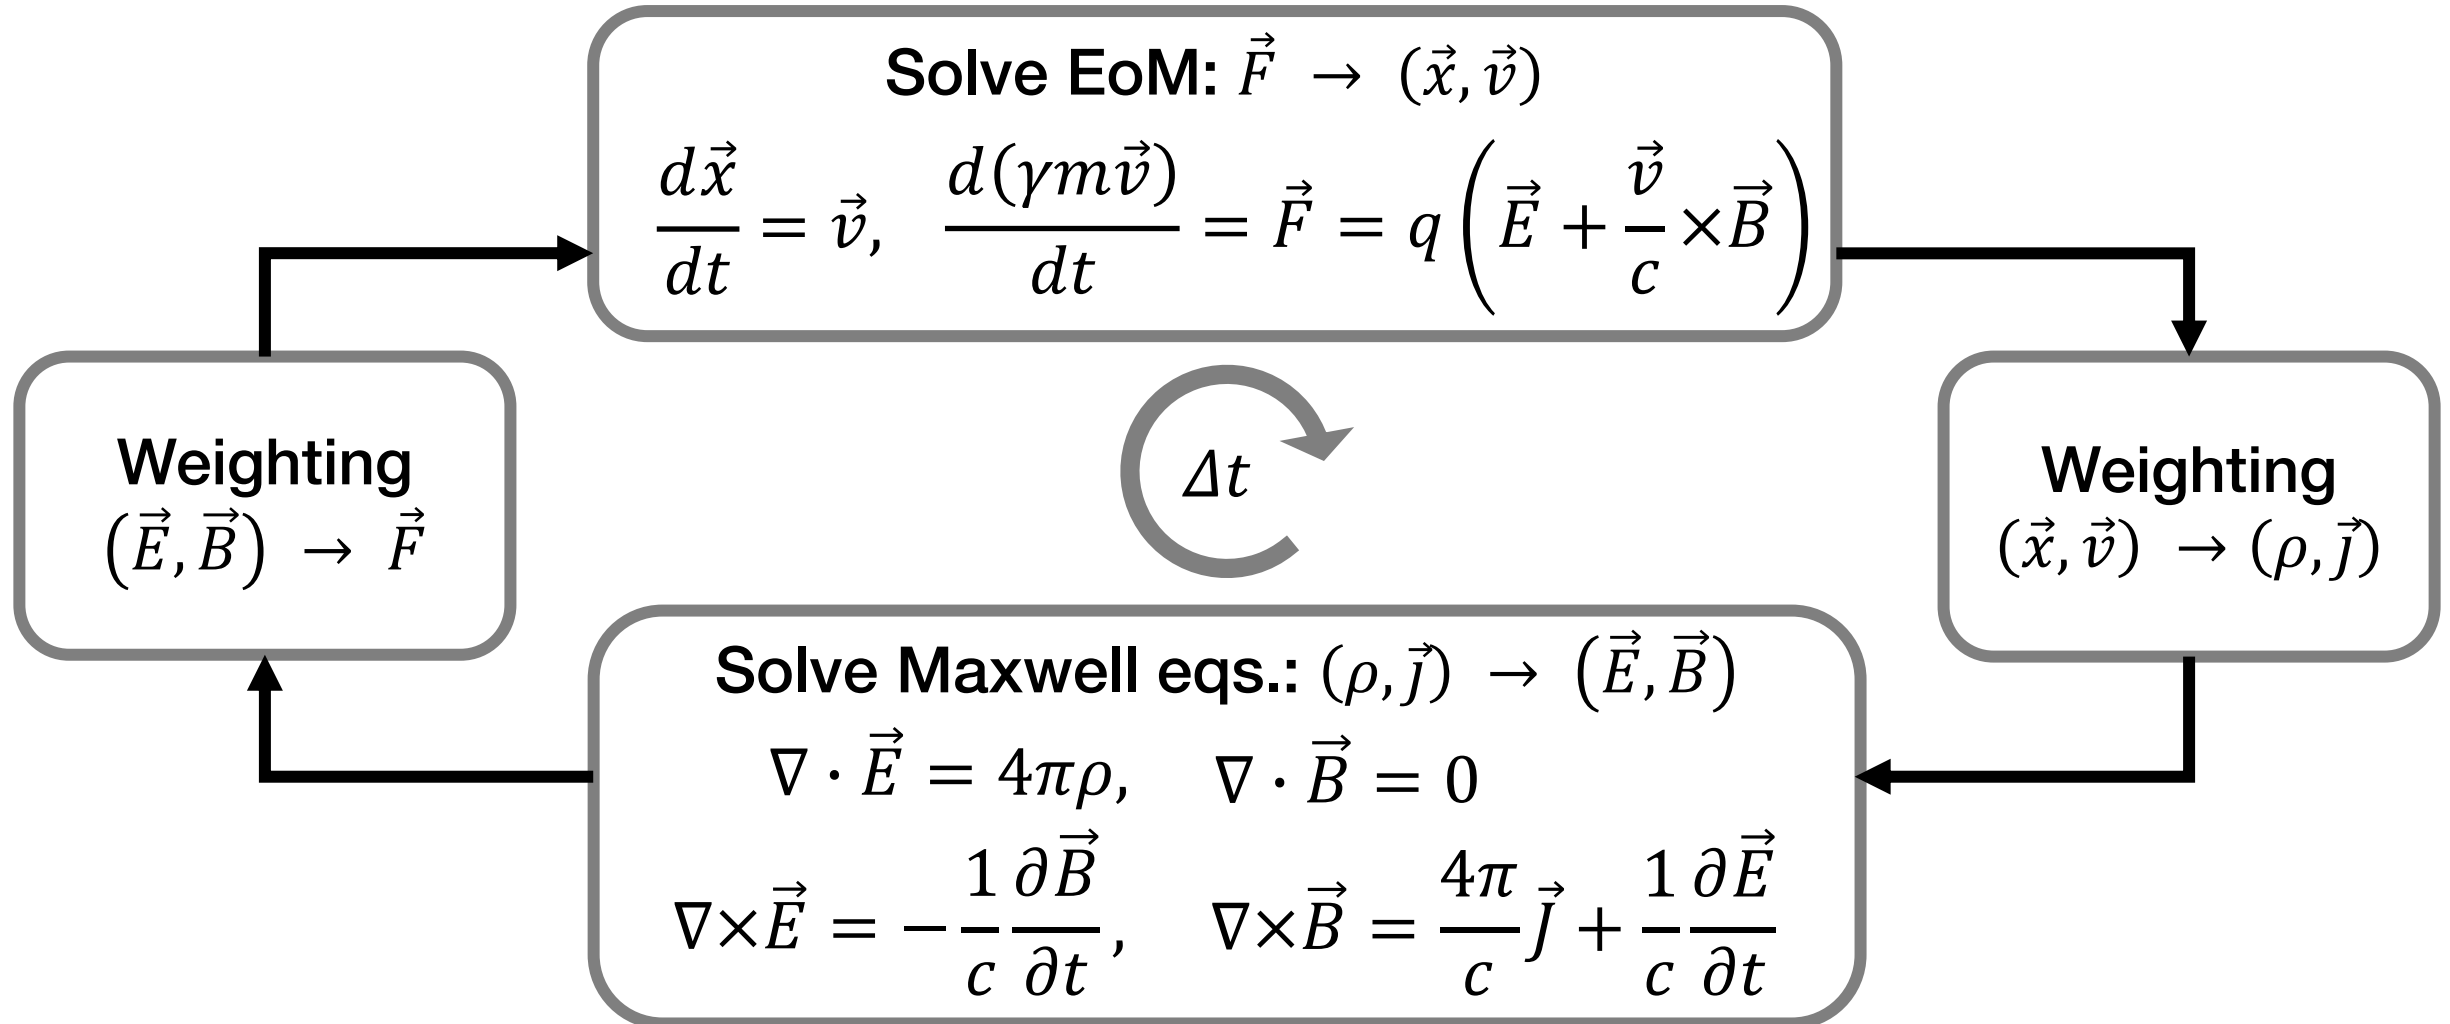 Solve EoM: F⃗ → (x⃗, v⃗)
dx⃗/dt = v⃗, d(γmv⃗)/dt = F⃗ = q(E⃗ + v⃗/c × B⃗)
Weighting
(E⃗, B⃗) → F⃗
Δt
Weighting
(x⃗, v⃗) → (ρ, j⃗)
Solve Maxwell eqs.: (ρ, j⃗) → (E⃗, B⃗)
∇ · E⃗ = 4πρ, ∇ · B⃗ = 0
∇×E⃗ = − 1/c ∂B⃗/∂t, ∇×B⃗ = 4π/c J⃗ + 1/c ∂E⃗/∂t